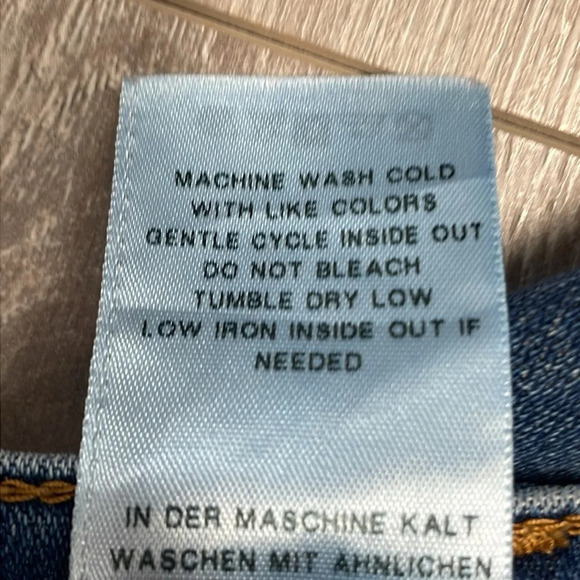 MACHINE WASH COLD
WITH LIKE COLORS
GENTLE CYCLE INSIDE OUT
DO NOT BLEACH
TUMBLE DRY LOW
LOW IRON INSIDE OUT IF
NEEDED
IN DER MASCHINE KALT
WASCHEN MIT ÄHNLICHEN